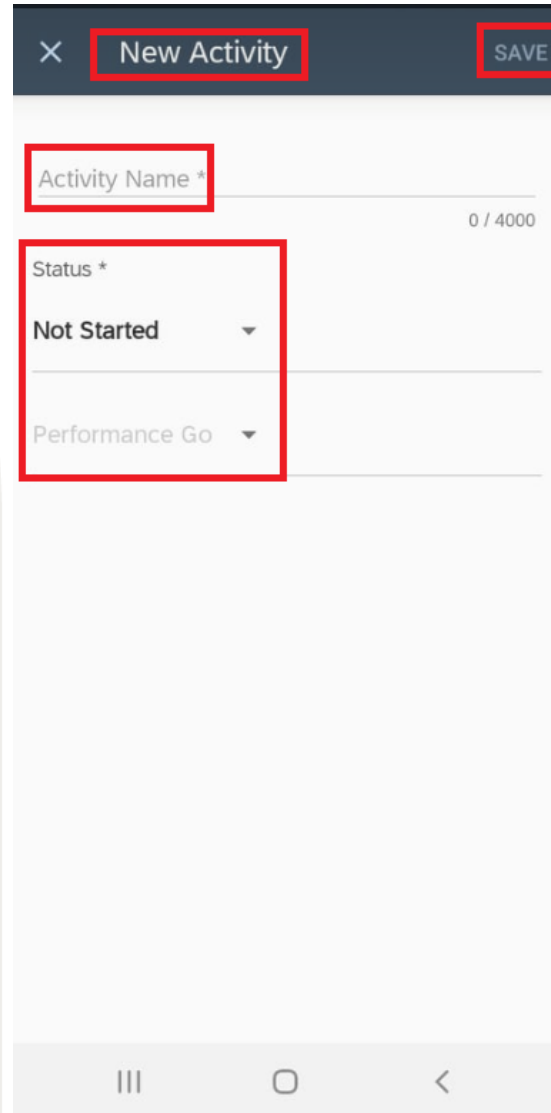 New Activity
SAVE
Activity Name *
0 / 4000
Status *
Not Started
Performance Go